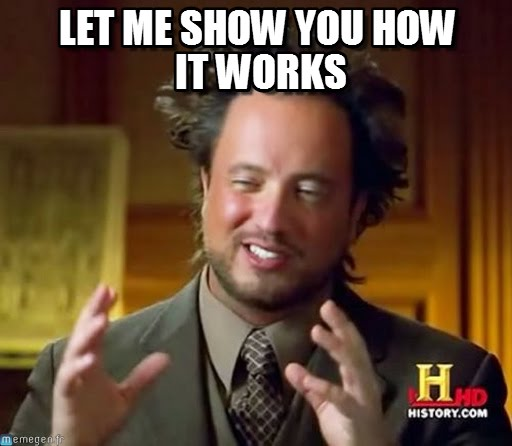 LET ME SHOW YOU HOW
IT WORKS
H HD
HISTORY.COM
memegen.fr